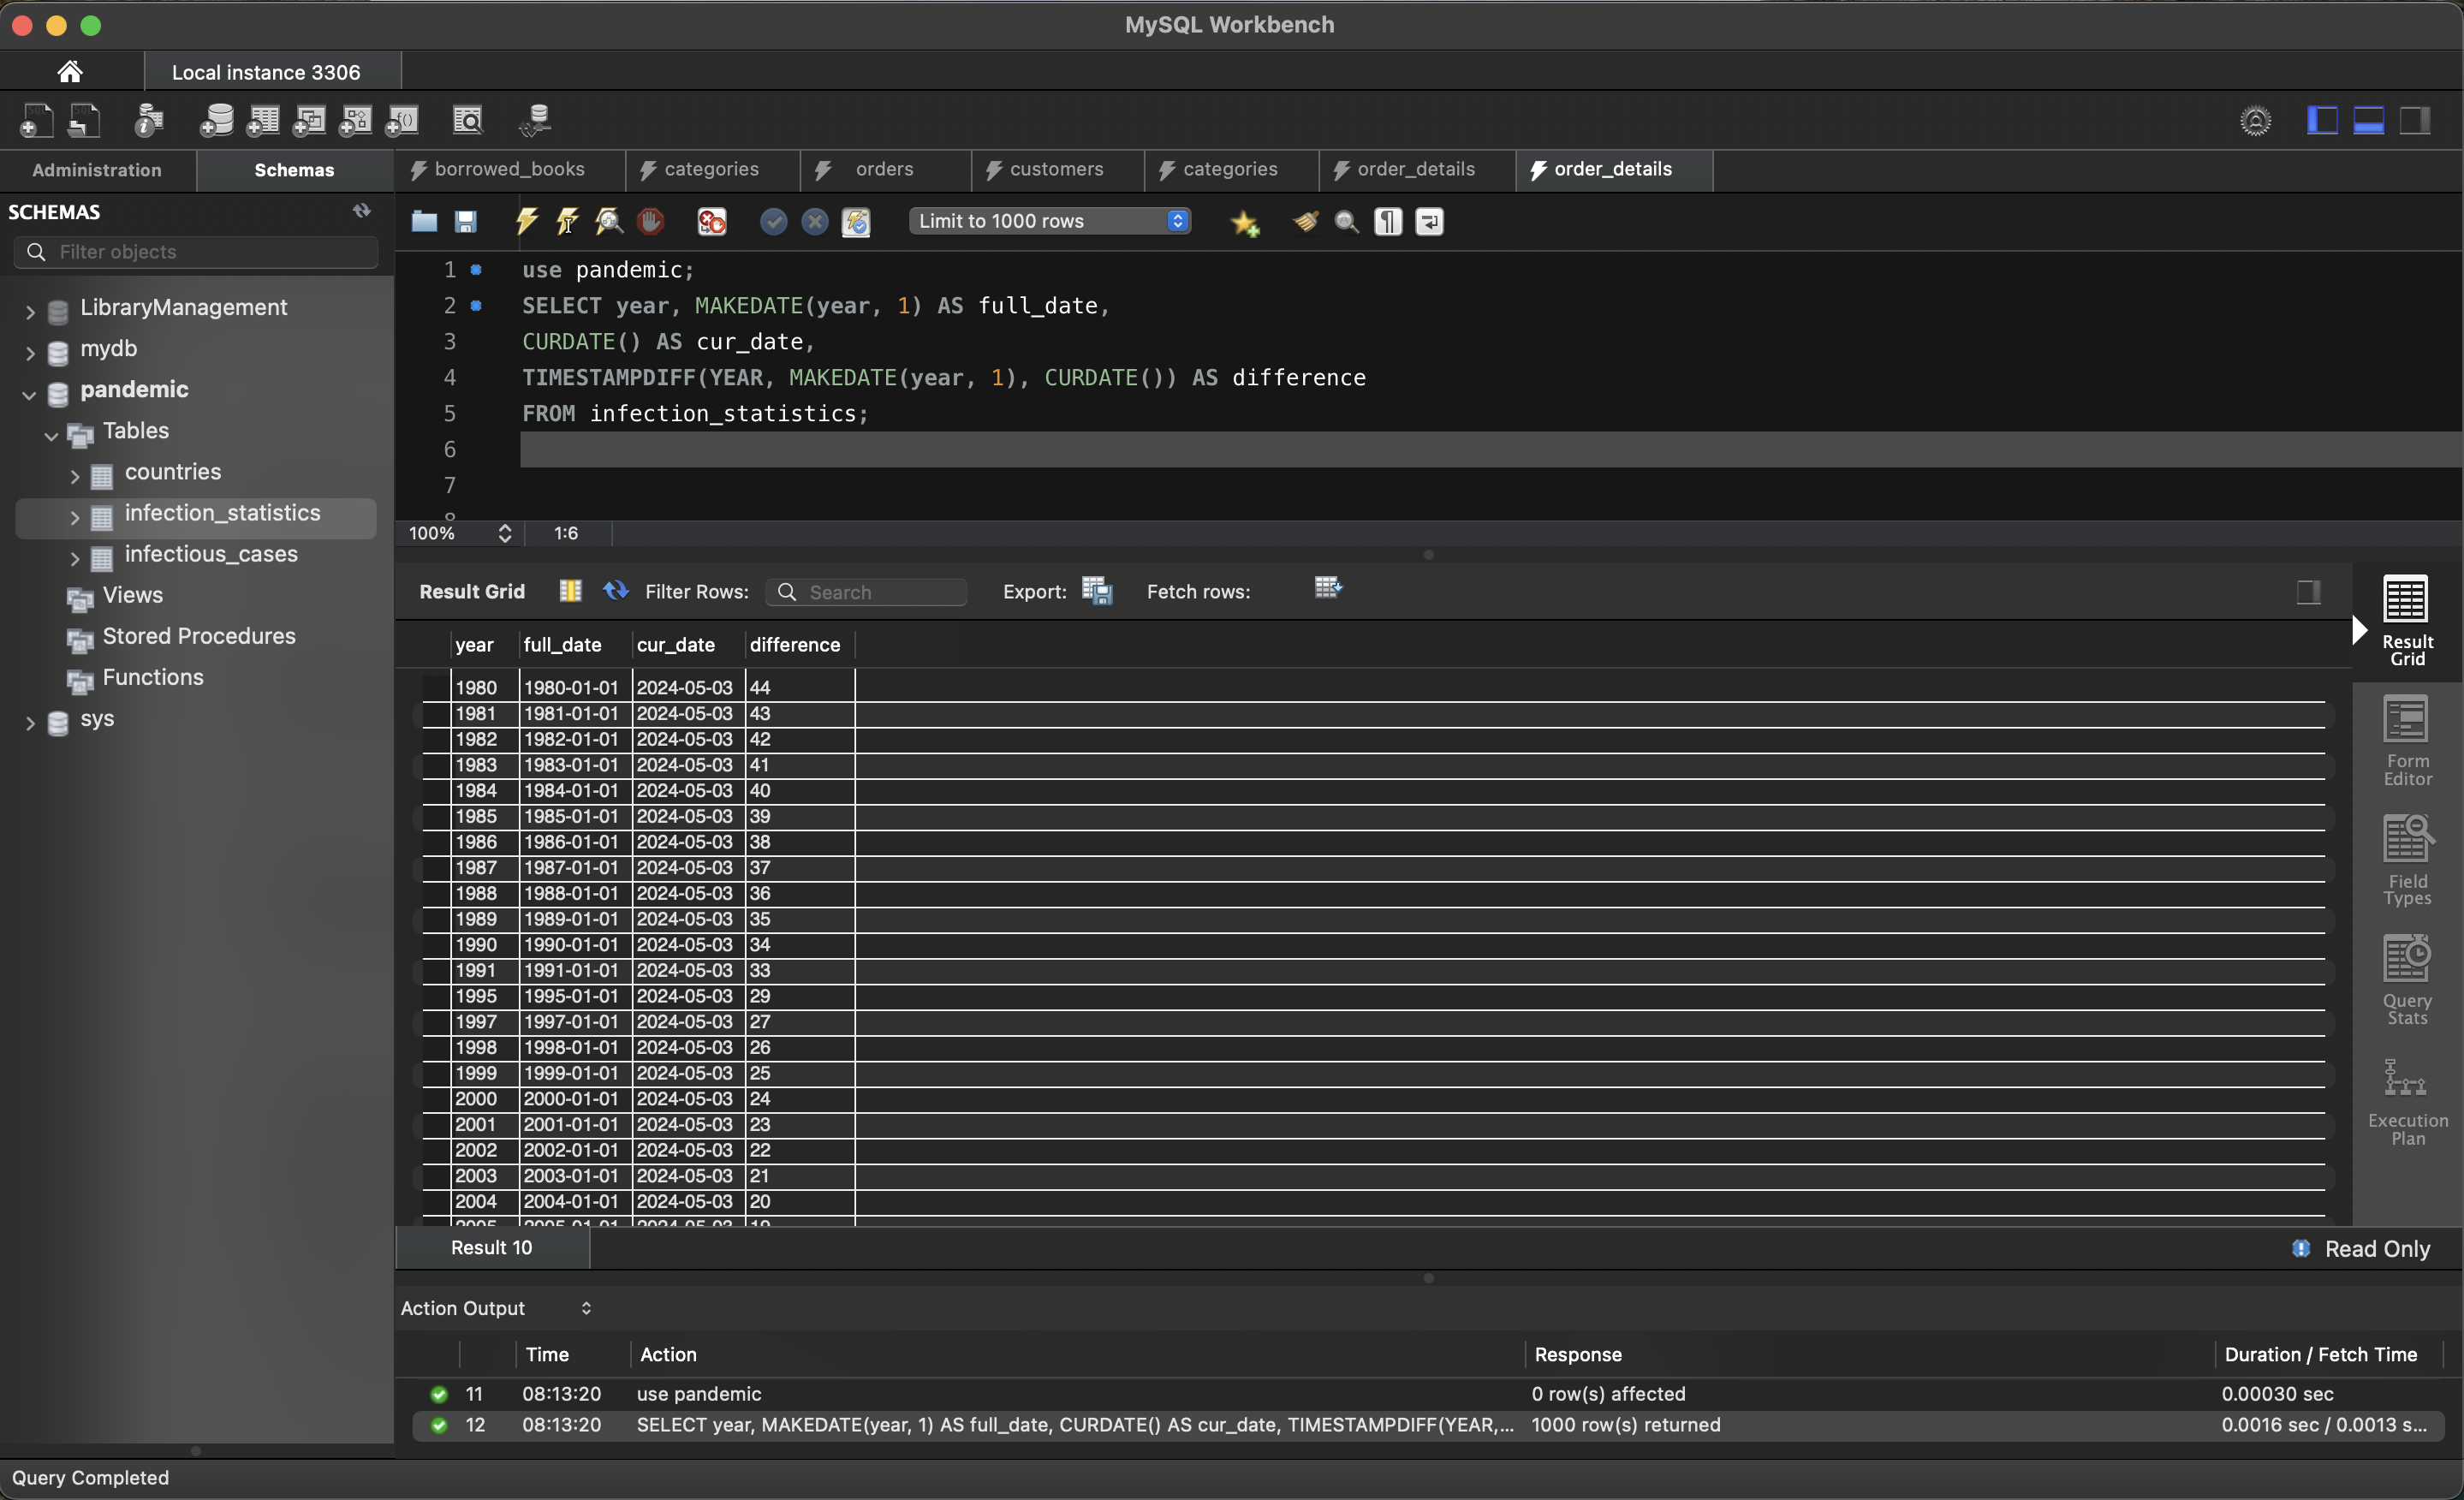 MySQL Workbench
Local instance 3306
Administration
Schemas
borrowed_books
categories
orders
customers
categories
order_details
order_details
SCHEMAS
Filter objects
LibraryManagement
mydb
pandemic
Tables
countries
infection_statistics
infectious_cases
Views
Stored Procedures
Functions
sys
Limit to 1000 rows
1 use pandemic;
2 SELECT year, MAKEDATE(year, 1) AS full_date,
3 CURDATE() AS cur_date,
4 TIMESTAMPDIFF(YEAR, MAKEDATE(year, 1), CURDATE()) AS difference
5 FROM infection_statistics;
6
7
100% 1:6
Result Grid Filter Rows: Search Export: Fetch rows:
year full_date cur_date difference
1980 1980-01-01 2024-05-03 44
1981 1981-01-01 2024-05-03 43
1982 1982-01-01 2024-05-03 42
1983 1983-01-01 2024-05-03 41
1984 1984-01-01 2024-05-03 40
1985 1985-01-01 2024-05-03 39
1986 1986-01-01 2024-05-03 38
1987 1987-01-01 2024-05-03 37
1988 1988-01-01 2024-05-03 36
1989 1989-01-01 2024-05-03 35
1990 1990-01-01 2024-05-03 34
1991 1991-01-01 2024-05-03 33
1995 1995-01-01 2024-05-03 29
1997 1997-01-01 2024-05-03 27
1998 1998-01-01 2024-05-03 26
1999 1999-01-01 2024-05-03 25
2000 2000-01-01 2024-05-03 24
2001 2001-01-01 2024-05-03 23
2002 2002-01-01 2024-05-03 22
2003 2003-01-01 2024-05-03 21
2004 2004-01-01 2024-05-03 20
Result
Grid
Form
Editor
Field
Types
Query
Stats
Execution
Plan
Result 10
Read Only
Action Output
Time Action Response Duration / Fetch Time
11 08:13:20 use pandemic 0 row(s) affected 0.00030 sec
12 08:13:20 SELECT year, MAKEDATE(year, 1) AS full_date, CURDATE() AS cur_date, TIMESTAMPDIFF(YEAR,... 1000 row(s) returned 0.0016 sec / 0.0013 s...
Query Completed